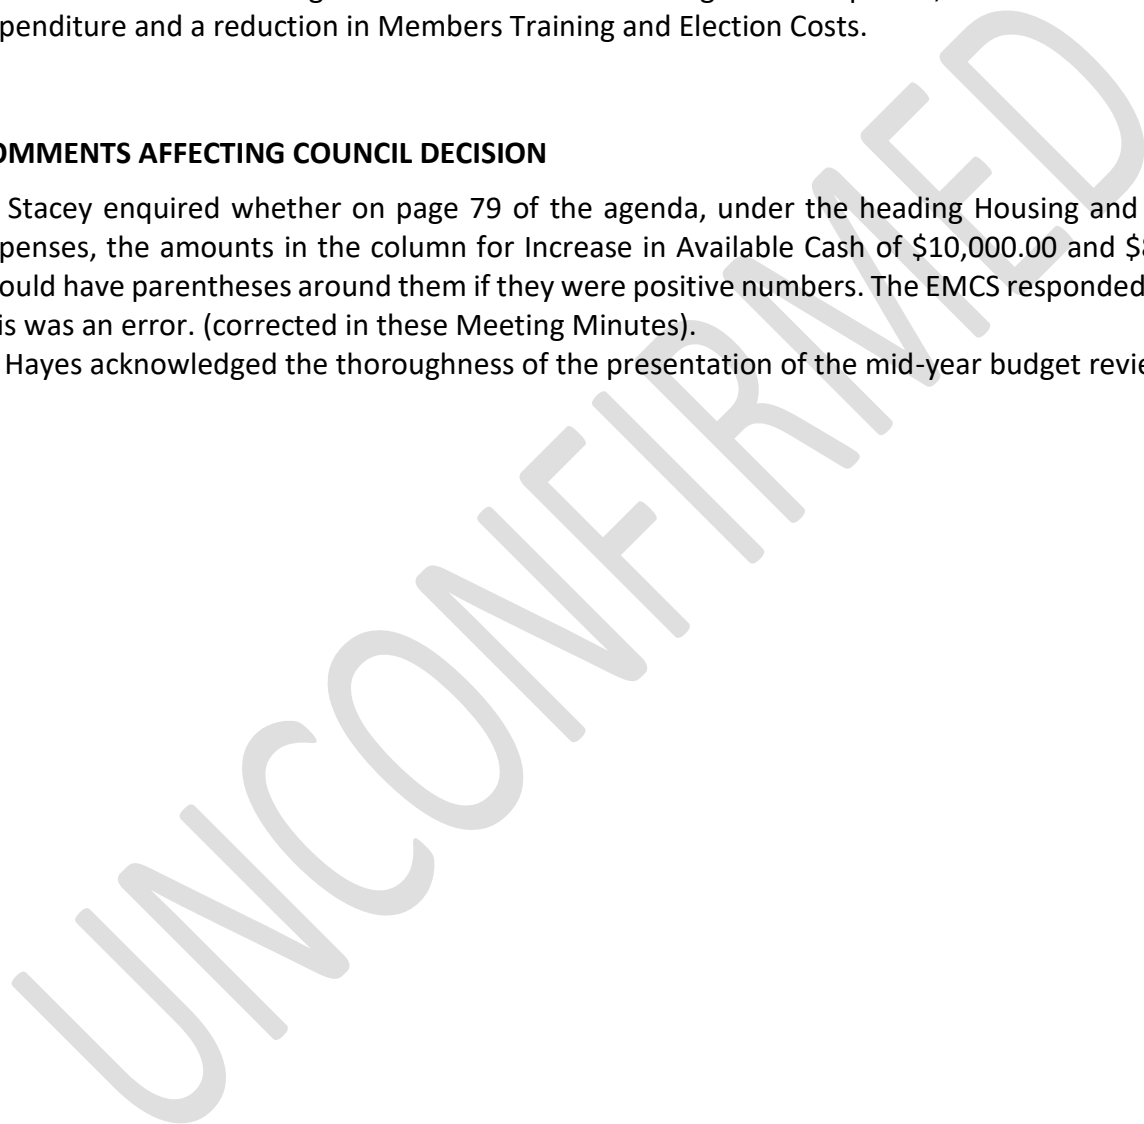 penditure and a reduction in Members Training and Election Costs.
OMMENTS AFFECTING COUNCIL DECISION
Stacey enquired whether on page 79 of the agenda, under the heading Housing and
penses, the amounts in the column for Increase in Available Cash of $10,000.00 and $8
ould have parentheses around them if they were positive numbers. The EMCS responded
is was an error. (corrected in these Meeting Minutes).
Hayes acknowledged the thoroughness of the presentation of the mid-year budget revie
UNCONFIRMED